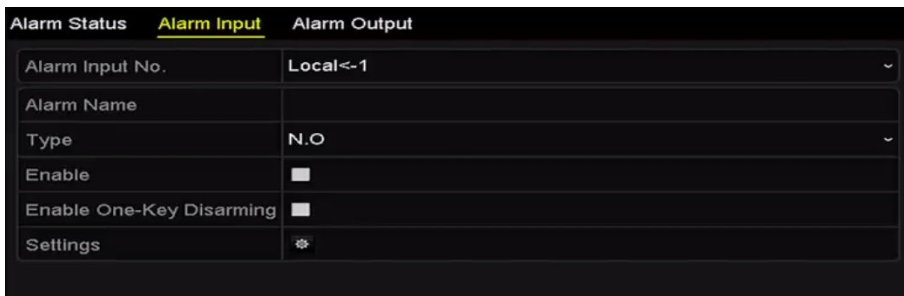 Alarm Status Alarm Input Alarm Output
Alarm Input No. Local<-1
Alarm Name
Type N.O
Enable
Enable One-Key Disarming
Settings